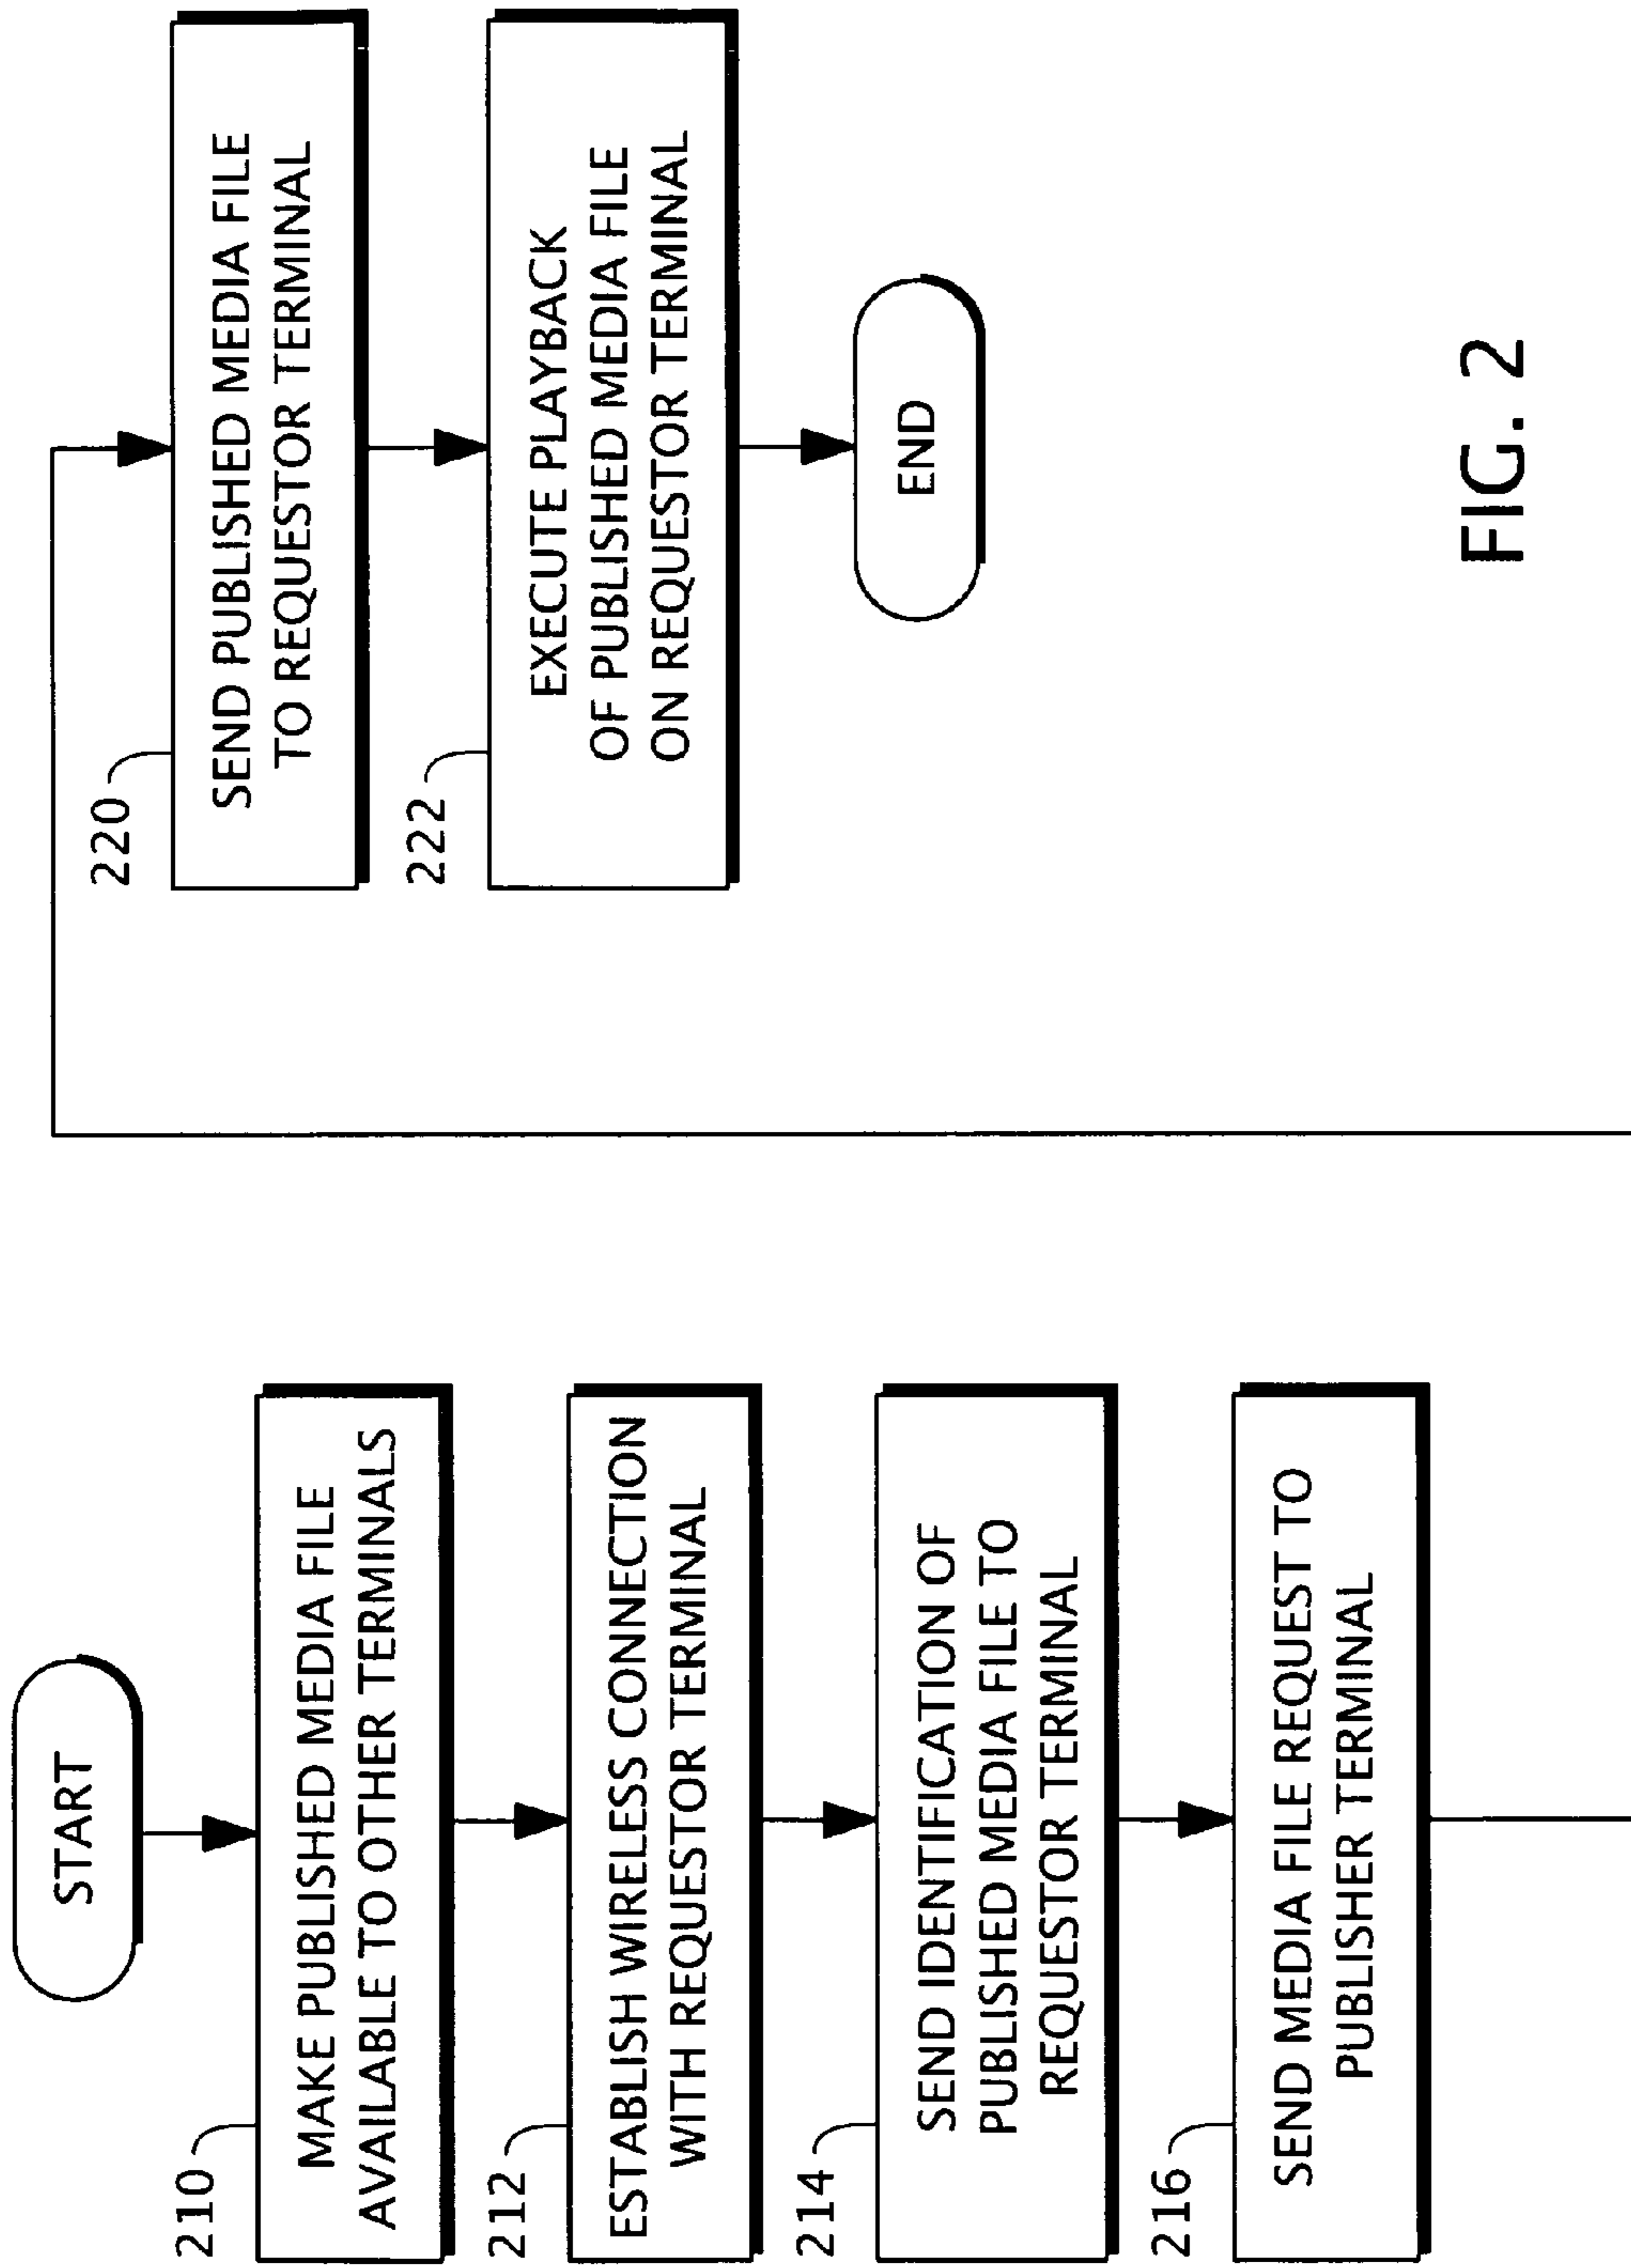 START
210
MAKE PUBLISHED MEDIA FILE
AVAILABLE TO OTHER TERMINALS
212
ESTABLISH WIRELESS CONNECTION
WITH REQUESTOR TERMINAL
214
SEND IDENTIFICATION OF
PUBLISHED MEDIA FILE TO
REQUESTOR TERMINAL
216
SEND MEDIA FILE REQUEST TO
PUBLISHER TERMINAL
220
SEND PUBLISHED MEDIA FILE
TO REQUESTOR TERMINAL
222
EXECUTE PLAYBACK
OF PUBLISHED MEDIA FILE
ON REQUESTOR TERMINAL
END
FIG. 2